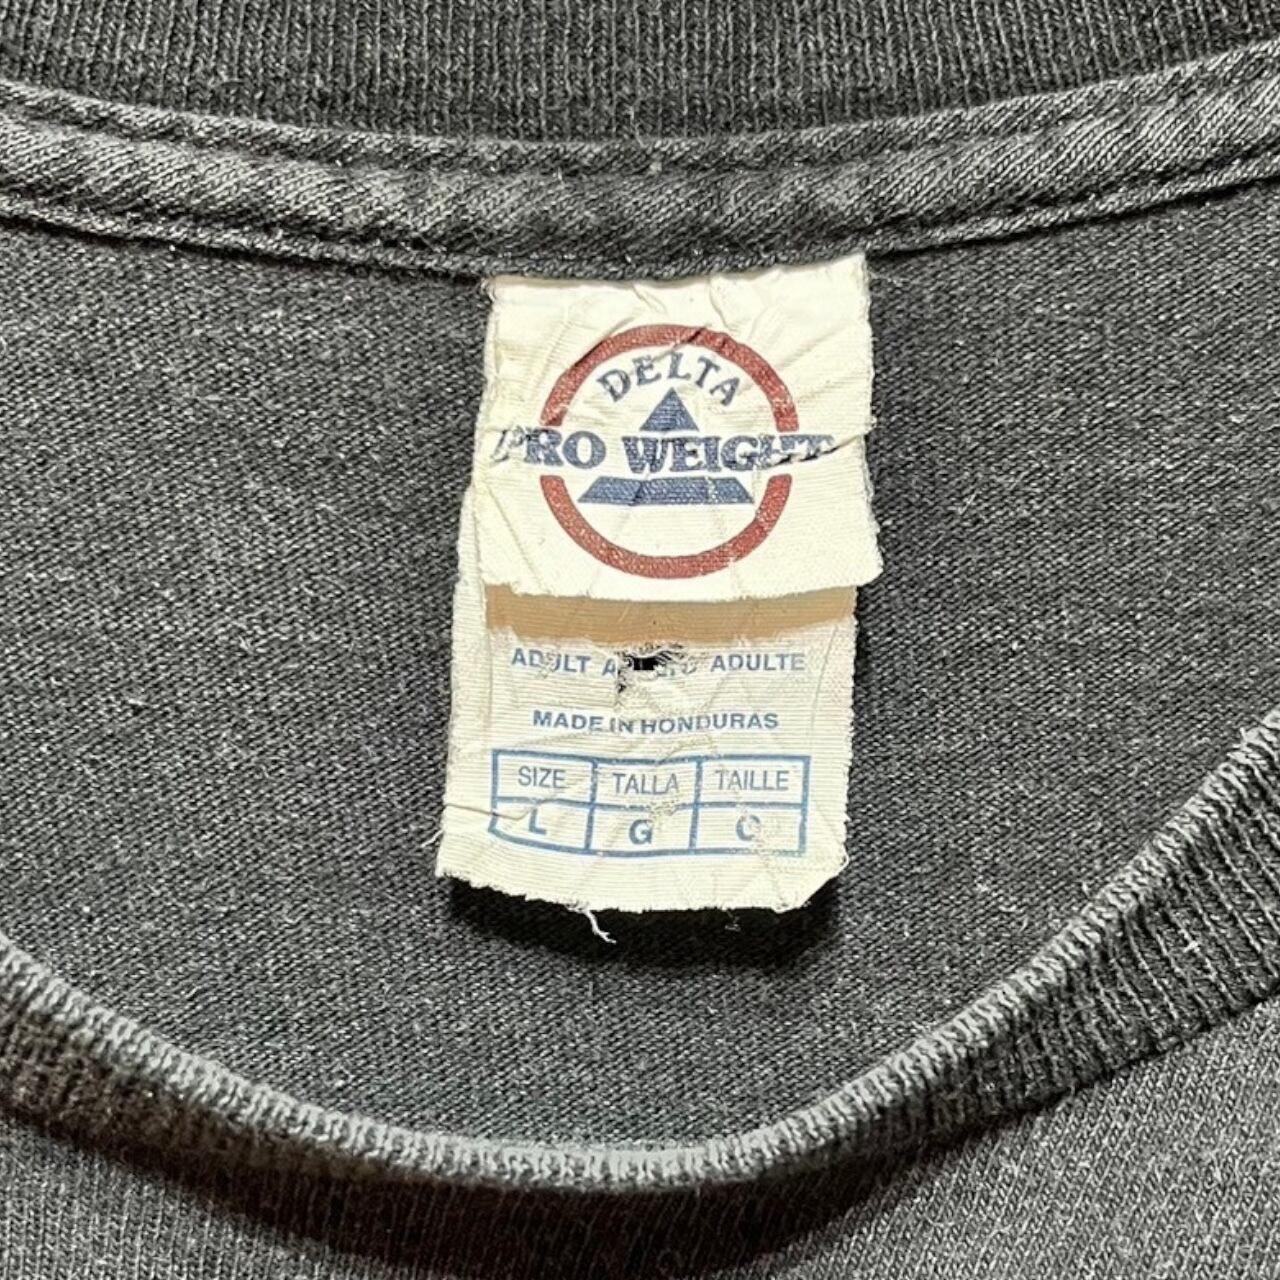 DELTA
PRO WEIGHT
ADULT ADULTE
MADE IN HONDURAS
SIZE TALLA TAILLE
L G G